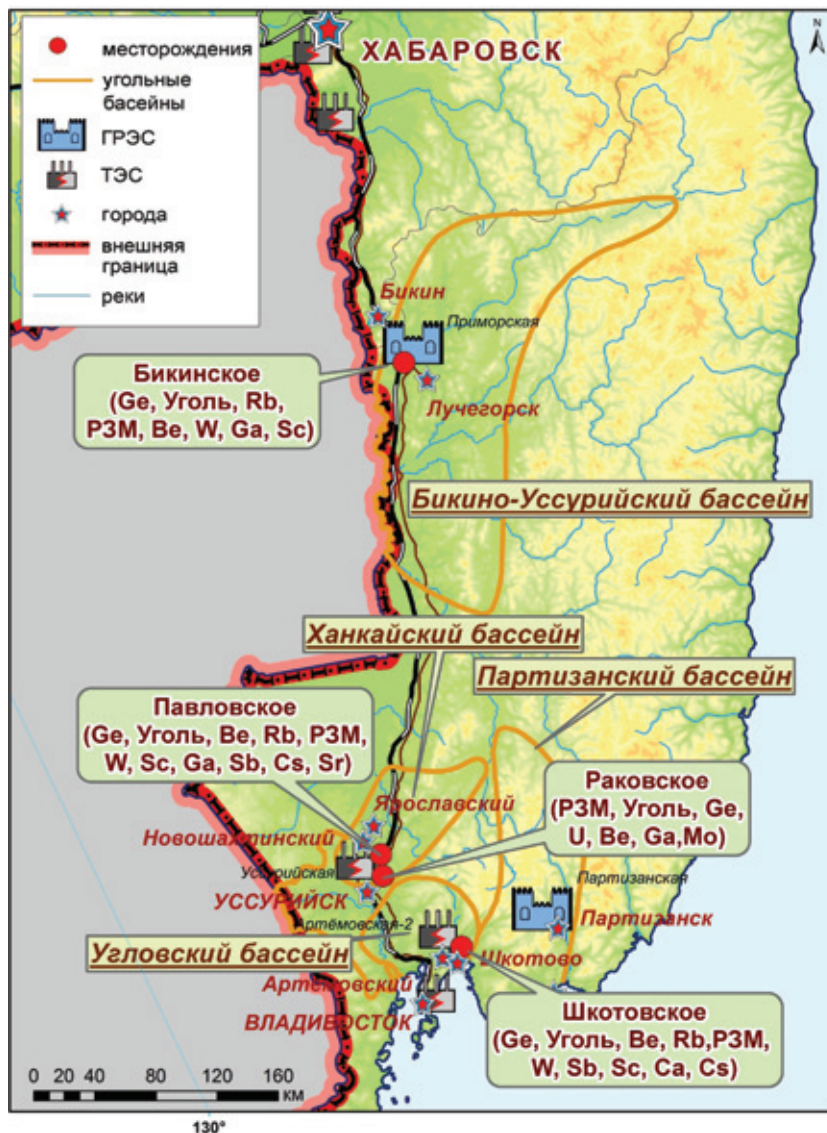 ХАБАРОВСК
N
месторождения
угольные
басейны
ГРЭС
ТЭС
города
внешняя
граница
реки
Бикин
Приморская
Бикинское
(Ge, Уголь, Rb,
РЗМ, Be, W, Ga, Sc)
Лучегорск
Бикино-Уссурийский бассейн
Ханкайский бассейн
Партизанский бассейн
Павловское
(Ge, Уголь, Be, Rb, РЗМ,
W, Sc, Ga, Sb, Cs, Sr)
Раковское
(РЗМ, Уголь, Ge,
U, Be, Ga,Mo)
Ярославский
Новошахтинский
Уссурийская
УССУРИЙСК
Партизанская
Партизанск
Артёмовская-2
Угловский бассейн
Шкотово
Артемовский
ВЛАДИВОСТОК
Шкотовское
(Ge, Уголь, Be, Rb,РЗМ,
W, Sb, Sc, Ca, Cs)
0 20 40 80 120 160
км
130°